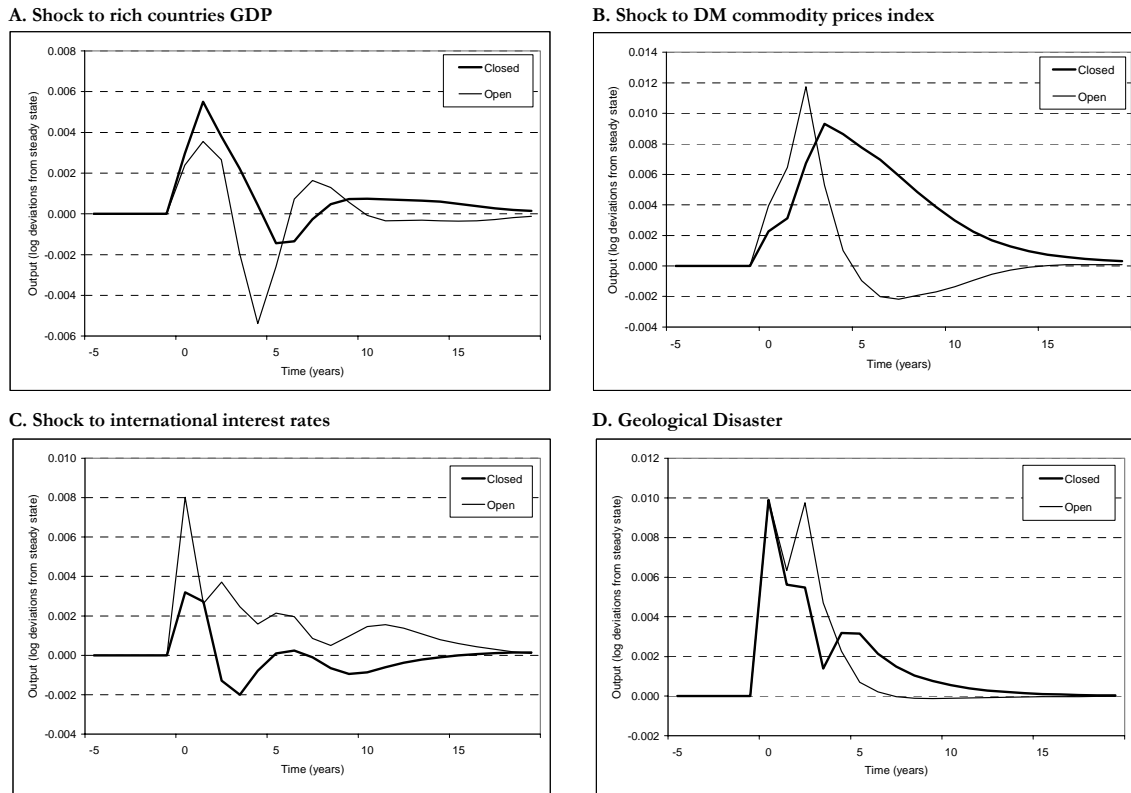 A. Shock to rich countries GDP
0.008
0.006
0.004
0.002
0.000
-0.002
-0.004
-0.006
-5
0
5
10
15
Time (years)
Output (log deviations from steady state)
Closed
Open
B. Shock to DM commodity prices index
0.014
0.012
0.010
0.008
0.006
0.004
0.002
0.000
-0.002
-0.004
-5
0
5
10
15
Time (years)
Output (log deviations from steady state)
Closed
Open
C. Shock to international interest rates
0.010
0.008
0.006
0.004
0.002
0.000
-0.002
-0.004
-5
0
5
10
15
Time (years)
Output (log deviations from steady state)
Closed
Open
D. Geological Disaster
0.012
0.010
0.008
0.006
0.004
0.002
0.000
-0.002
-5
0
5
10
15
Time (years)
Output (log deviations from steady state)
Closed
Open